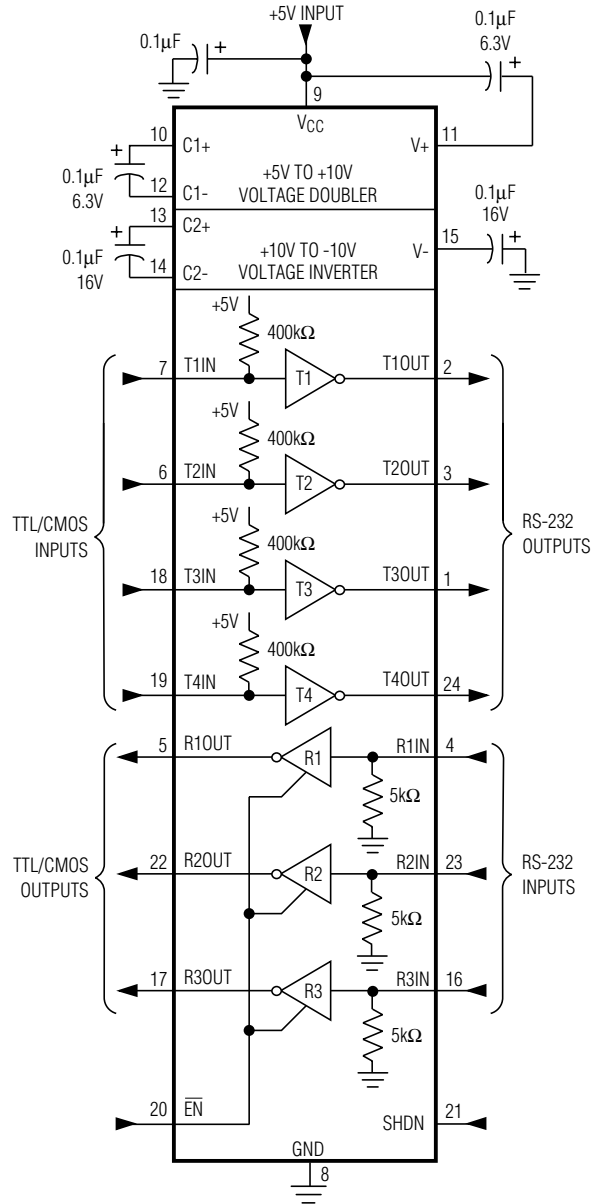 +5V INPUT
0.1μF
0.1μF
6.3V
9
VCC
10
C1+
V+
11
0.1μF
6.3V
+5V TO +10V
VOLTAGE DOUBLER
12
C1-
13
C2+
0.1μF
16V
+10V TO -10V
VOLTAGE INVERTER
V-
15
0.1μF
16V
14
C2-
+5V
400kΩ
7
T1IN
T1
T1OUT
2
+5V
400kΩ
6
T2IN
T2
T2OUT
3
TTL/CMOS
INPUTS
RS-232
OUTPUTS
+5V
400kΩ
18
T3IN
T3
T3OUT
1
+5V
400kΩ
19
T4IN
T4
T4OUT
24
5
R1OUT
R1
R1IN
4
5kΩ
TTL/CMOS
OUTPUTS
RS-232
INPUTS
22
R2OUT
R2
R2IN
23
5kΩ
17
R3OUT
R3
R3IN
16
5kΩ
20
EN
SHDN
21
GND
8